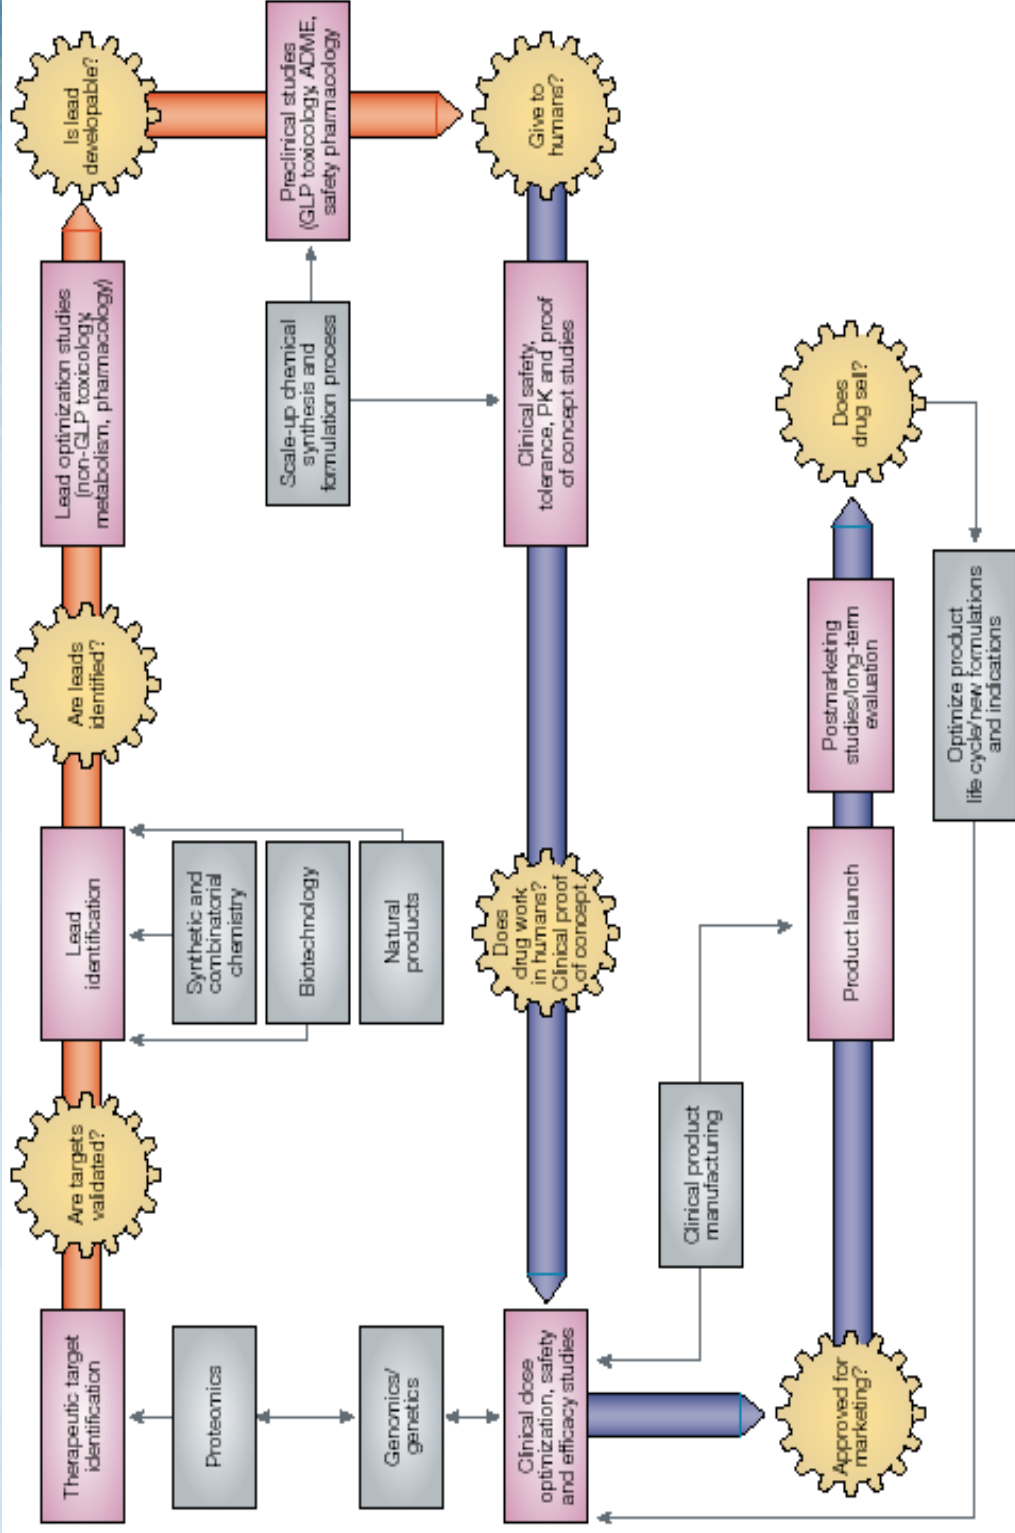 Therapeutic target
identification
Are targets
validated?
Lead
identification
Are leads
identified?
Lead optimization studies
(non-GLP toxicology,
metabolism, pharmacology)
Is lead
developable?
Proteomics
Synthetic and
combinatorial
chemistry
Biotechnology
Natural
products
Scale-up chemical
synthesis and
formulation process
Preclinical studies
(GLP toxicology, ADME,
safety pharmacology
Genomics/
genetics
Clinical dose
optimization, safety
and efficacy studies
Does
drug work
in humans?
Clinical proof
of concept
Clinical safety,
tolerance, PK and proof
of concept studies
Give to
humans?
Clinical product
manufacturing
Approved for
marketing?
Product launch
Postmarketing
studies/long-term
evaluation
Does
drug sell?
Optimize product
life cycle/new formulations
and indications